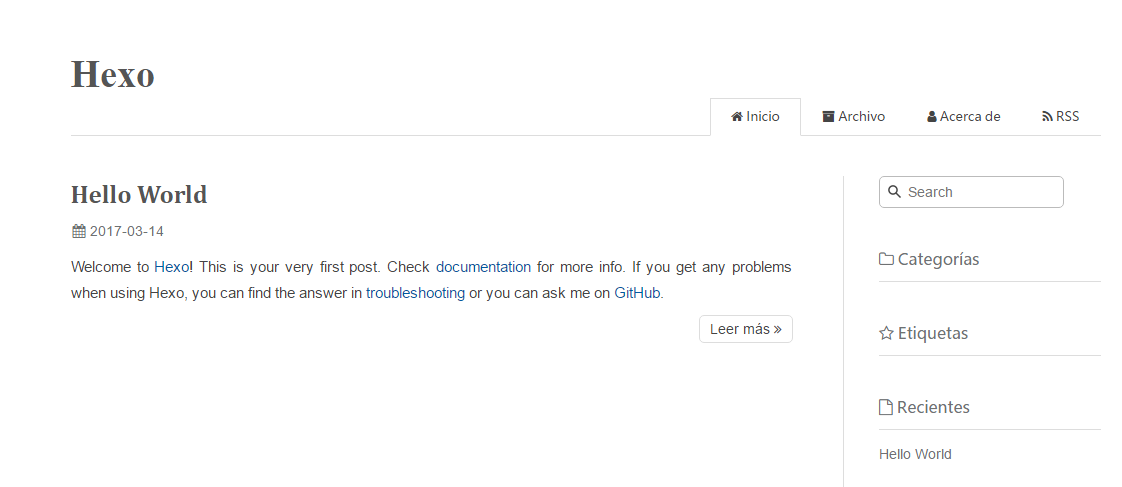 Hexo
Inicio
Archivo
Acerca de
RSS
Hello World
2017-03-14
Welcome to Hexo! This is your very first post. Check documentation for more info. If you get any problems
when using Hexo, you can find the answer in troubleshooting or you can ask me on GitHub.
Leer más »
Search
Categorías
Etiquetas
Recientes
Hello World